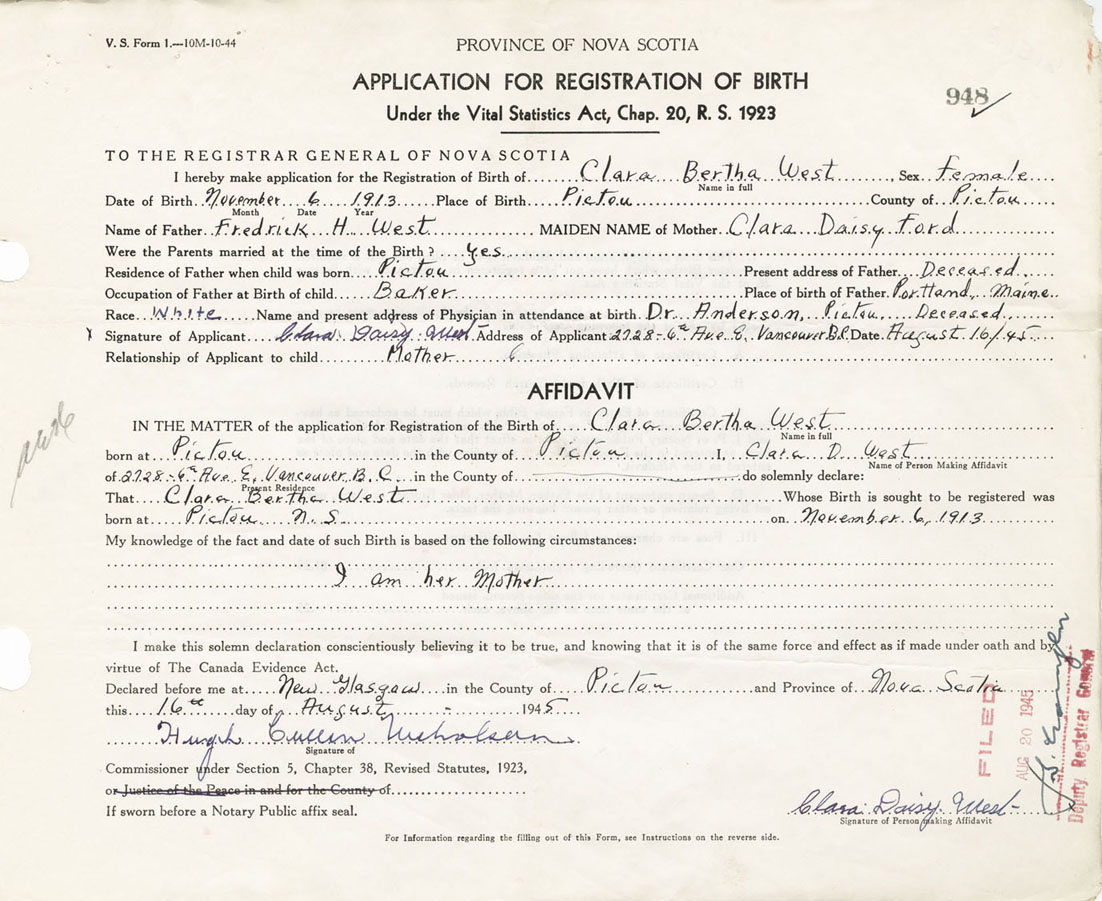 V. S. Form 1.—10M-10-44
PROVINCE OF NOVA SCOTIA
APPLICATION FOR REGISTRATION OF BIRTH
948
Under the Vital Statistics Act, Chap. 20, R. S. 1923
TO THE REGISTRAR GENERAL OF NOVA SCOTIA
I hereby make application for the Registration of Birth of Clara Bertha West, Sex Female
Name in full
Date of Birth November 6 1913 Place of Birth Pictou County of Pictou
Month Date Year
Name of Father Fredrick H. West MAIDEN NAME of Mother Clara Daisy Ford
Were the Parents married at the time of the Birth? Yes
Residence of Father when child was born Pictou Present address of Father Deceased
Occupation of Father at Birth of child Baker Place of birth of Father Portland, Maine
Race White Name and present address of Physician in attendance at birth Dr. Anderson, Pictou, Deceased
Signature of Applicant Clara Daisy West Address of Applicant 2728-6th Ave E, Vancouver B.C. Date August 16/45
Relationship of Applicant to child Mother
AFFIDAVIT
IN THE MATTER of the application for Registration of the Birth of Clara Bertha West
Name in full
born at Pictou in the County of Pictou I, Clara D. West
Name of Person Making Affidavit
of 2728-6th Ave E, Vancouver B.C. in the County of do solemnly declare:
Present Residence
That Clara Bertha West Whose Birth is sought to be registered was
born at Pictou N.S. on November 6, 1913
My knowledge of the fact and date of such Birth is based on the following circumstances:
I am her Mother
I make this solemn declaration conscientiously believing it to be true, and knowing that it is of the same force and effect as if made under oath and by
virtue of The Canada Evidence Act.
Declared before me at New Glasgow in the County of Pictou and Province of Nova Scotia
this 16th day of August 1945
Hugh Cullen Nicholson
Signature of
Commissioner under Section 5, Chapter 38, Revised Statutes, 1923,
or Justice of the Peace in and for the County of
If sworn before a Notary Public affix seal.
Clara Daisy West
Signature of Person making Affidavit
For Information regarding the filling out of this Form, see Instructions on the reverse side.
FILED
AUG 20 1945
Deputy Registrar General